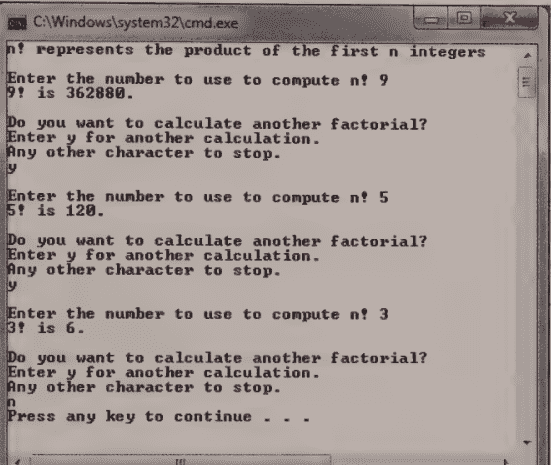 C:\Windows\system32\cmd.exe
n! represents the product of the first n integers
Enter the number to use to compute n! 9
9! is 362880.
Do you want to calculate another factorial?
Enter y for another calculation.
Any other character to stop.
y
Enter the number to use to compute n! 5
5! is 120.
Do you want to calculate another factorial?
Enter y for another calculation.
Any other character to stop.
y
Enter the number to use to compute n! 3
3! is 6.
Do you want to calculate another factorial?
Enter y for another calculation.
Any other character to stop.
n
Press any key to continue . . .